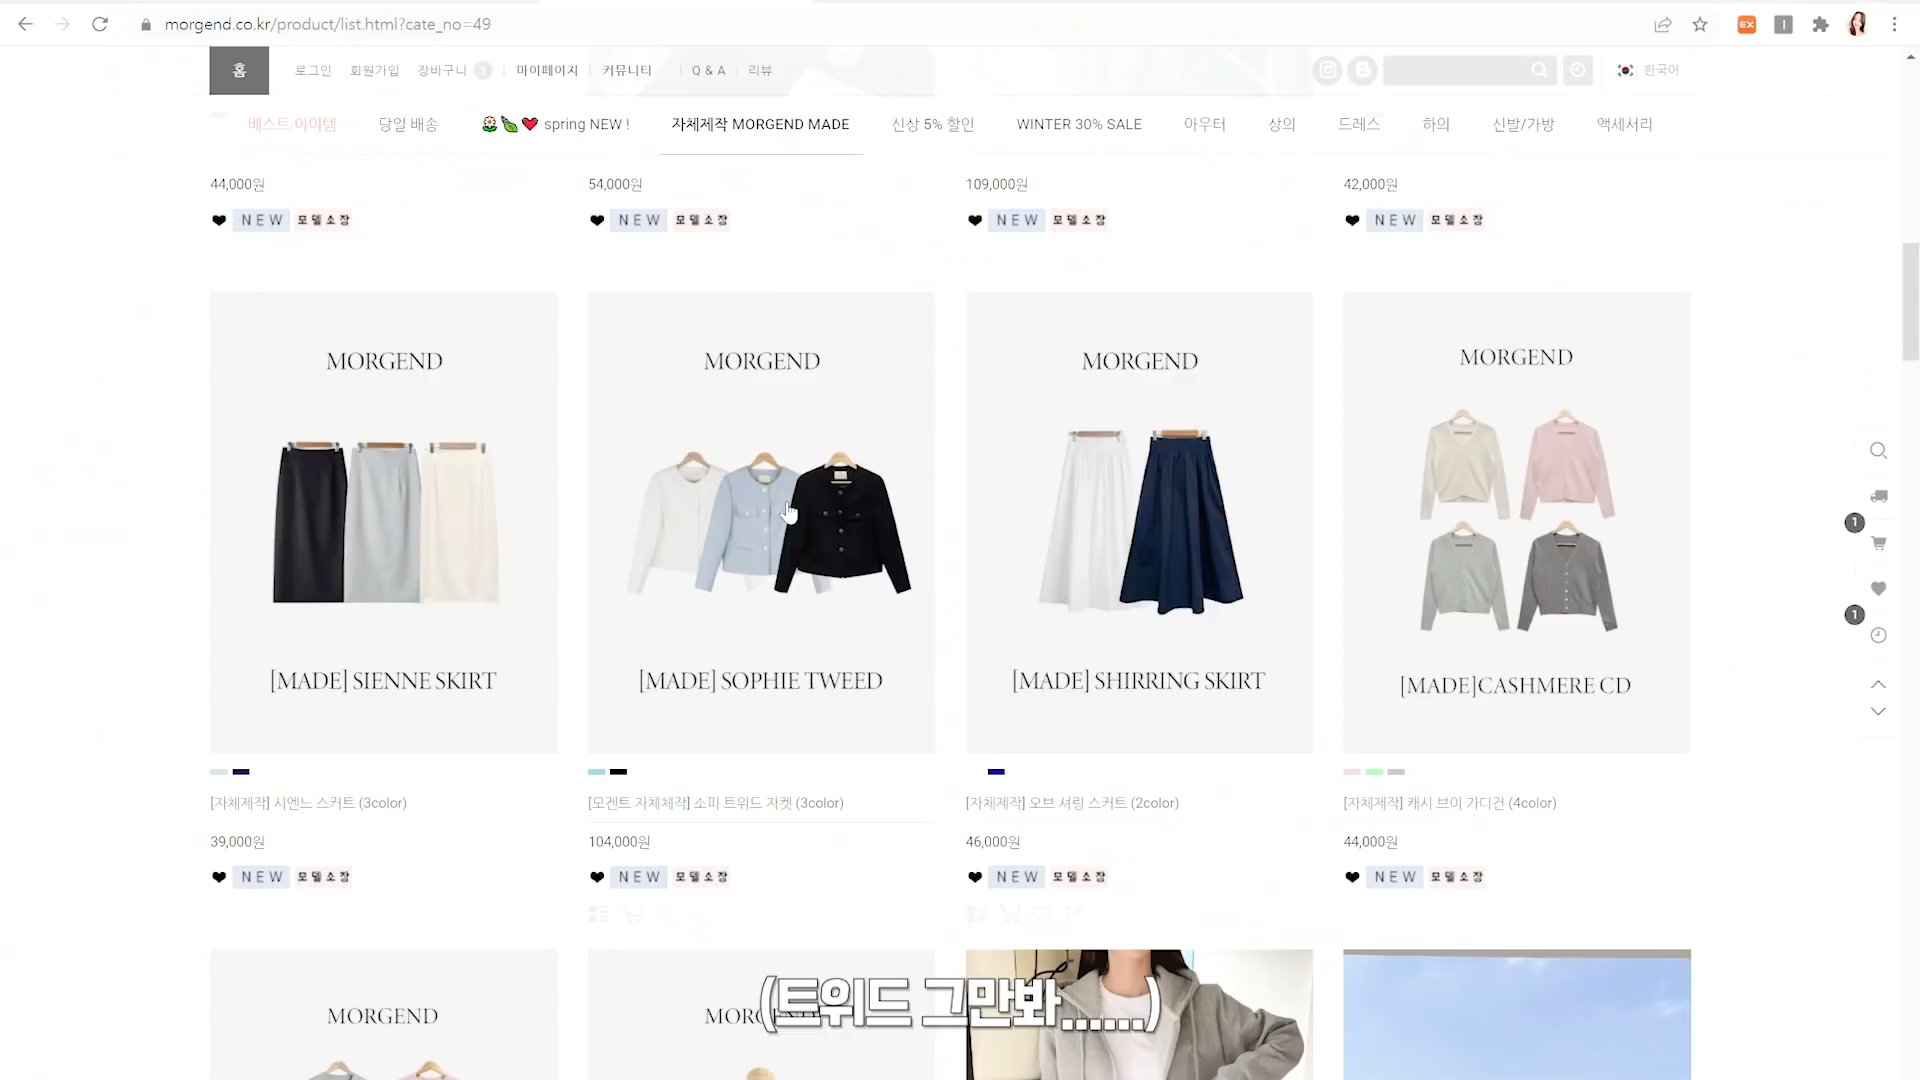 morgend.co.kr/product/list.html?cate_no=49
EX
홈
로그인 회원가입 장바구니 1 마이페이지 커뮤니티 Q & A 리뷰
한국어
베스트 아이템 당일 배송 spring NEW ! 자체제작 MORGEND MADE 신상 5% 할인 WINTER 30% SALE 아우터 상의 드레스 하의 신발/가방 액세서리
44,000원 54,000원 109,000원 42,000원
NEW 모델소장 NEW 모델소장 NEW 모델소장 NEW 모델소장
MORGEND MORGEND MORGEND MORGEND
1
1
[MADE] SIENNE SKIRT [MADE] SOPHIE TWEED [MADE] SHIRRING SKIRT [MADE]CASHMERE CD
[자체제작] 시엔느 스커트 (3color) [모겐트 자체체작] 소피 트위드 자켓 (3color) [자체제작] 오브 셔링 스커트 (2color) [자체제작] 캐시 브이 가디건 (4color)
39,000원 104,000원 46,000원 44,000원
NEW 모델소장 NEW 모델소장 NEW 모델소장 NEW 모델소장
MORGEND
(트위드 그만봐......)